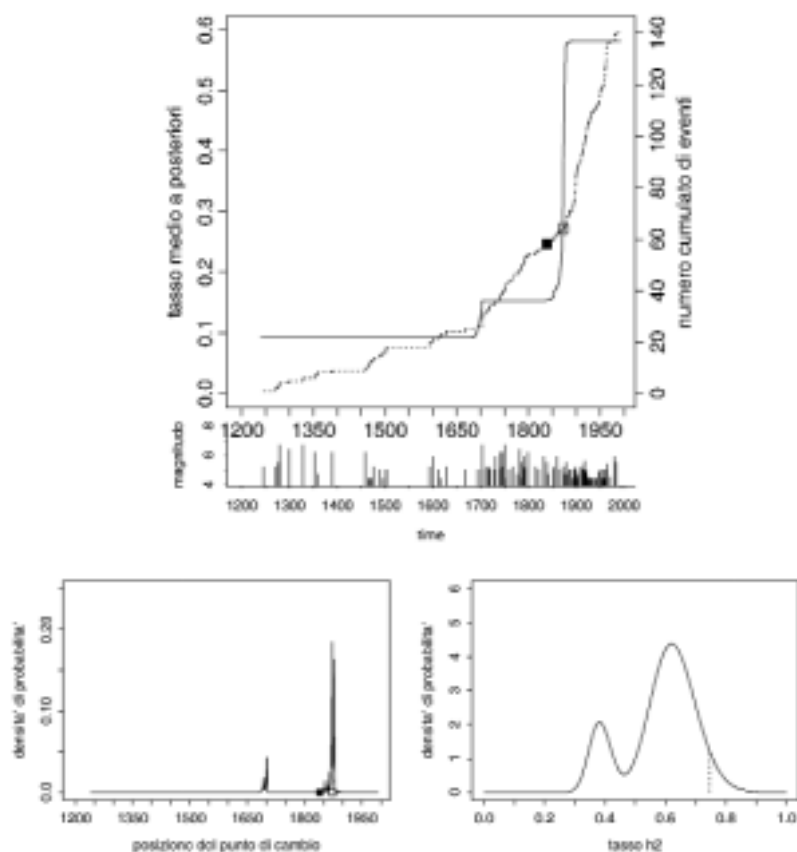 tasso medio a posteriori
0.0 0.1 0.2 0.3 0.4 0.5 0.6
numero cumulato di eventi
0 20 40 60 80 100 120 140
1200 1350 1500 1650 1800 1950
magnitudo
4 6 8
1200 1300 1400 1500 1600 1700 1800 1900 2000
time
densita' di probabilita'
0.0 0.10 0.20
1200 1350 1500 1650 1800 1950
posizione del punto di cambio
densita' di probabilita'
0 1 2 3 4 5 6
0.0 0.2 0.4 0.6 0.8 1.0
tasso h2